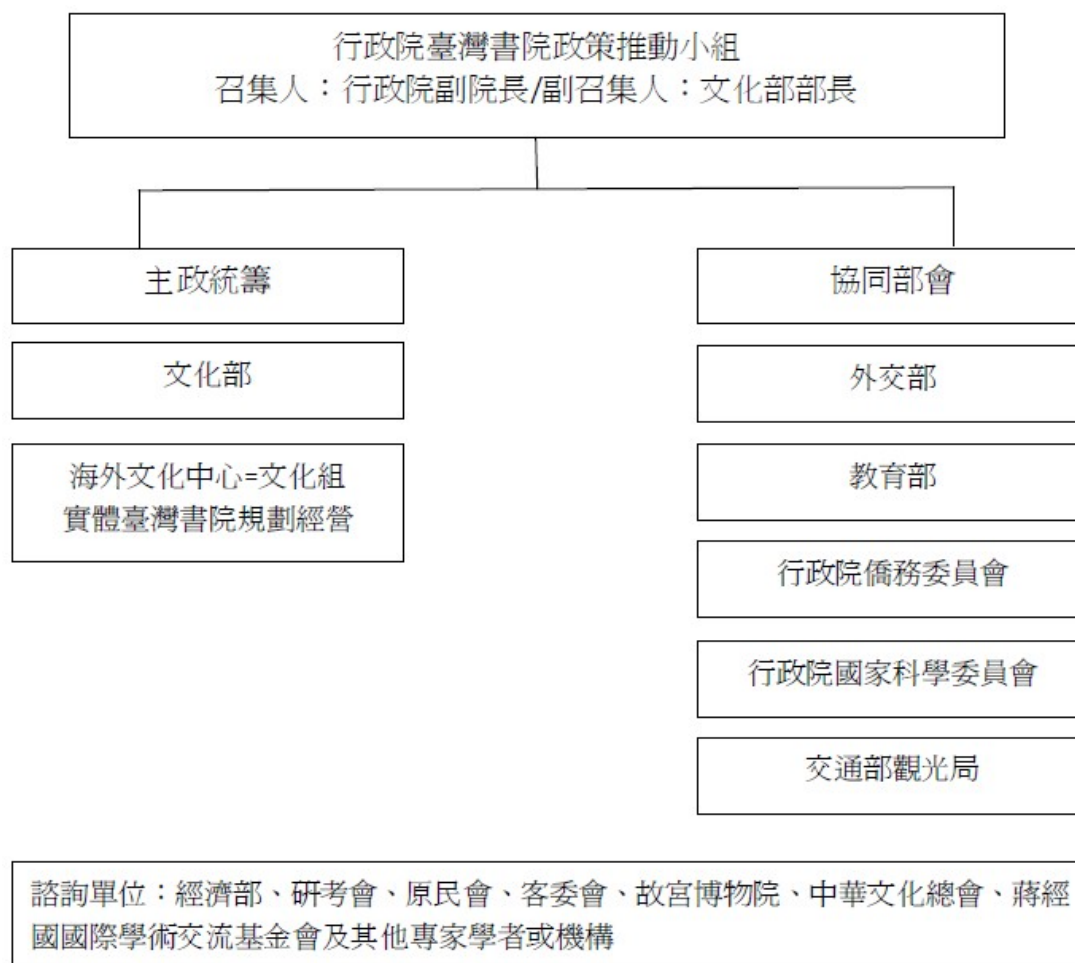 行政院臺灣書院政策推動小組
召集人：行政院副院長/副召集人：文化部部長
主政統籌
文化部
海外文化中心=文化組
實體臺灣書院規劃經營
協同部會
外交部
教育部
行政院僑務委員會
行政院國家科學委員會
交通部觀光局
諮詢單位：經濟部、研考會、原民會、客委會、故宮博物院、中華文化總會、蔣經
國國際學術交流基金會及其他專家學者或機構